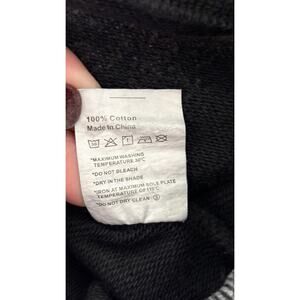 100% Cotton
Made In China
*MAXIMUM WASHING
TEMPERATURE 30°C
*DO NOT BLEACH
*DRY IN THE SHADE
*IRON AT MAXIMUM SOLE PLATE
TEMPERATURE OF 110°C
*DO NOT DRY CLEAN